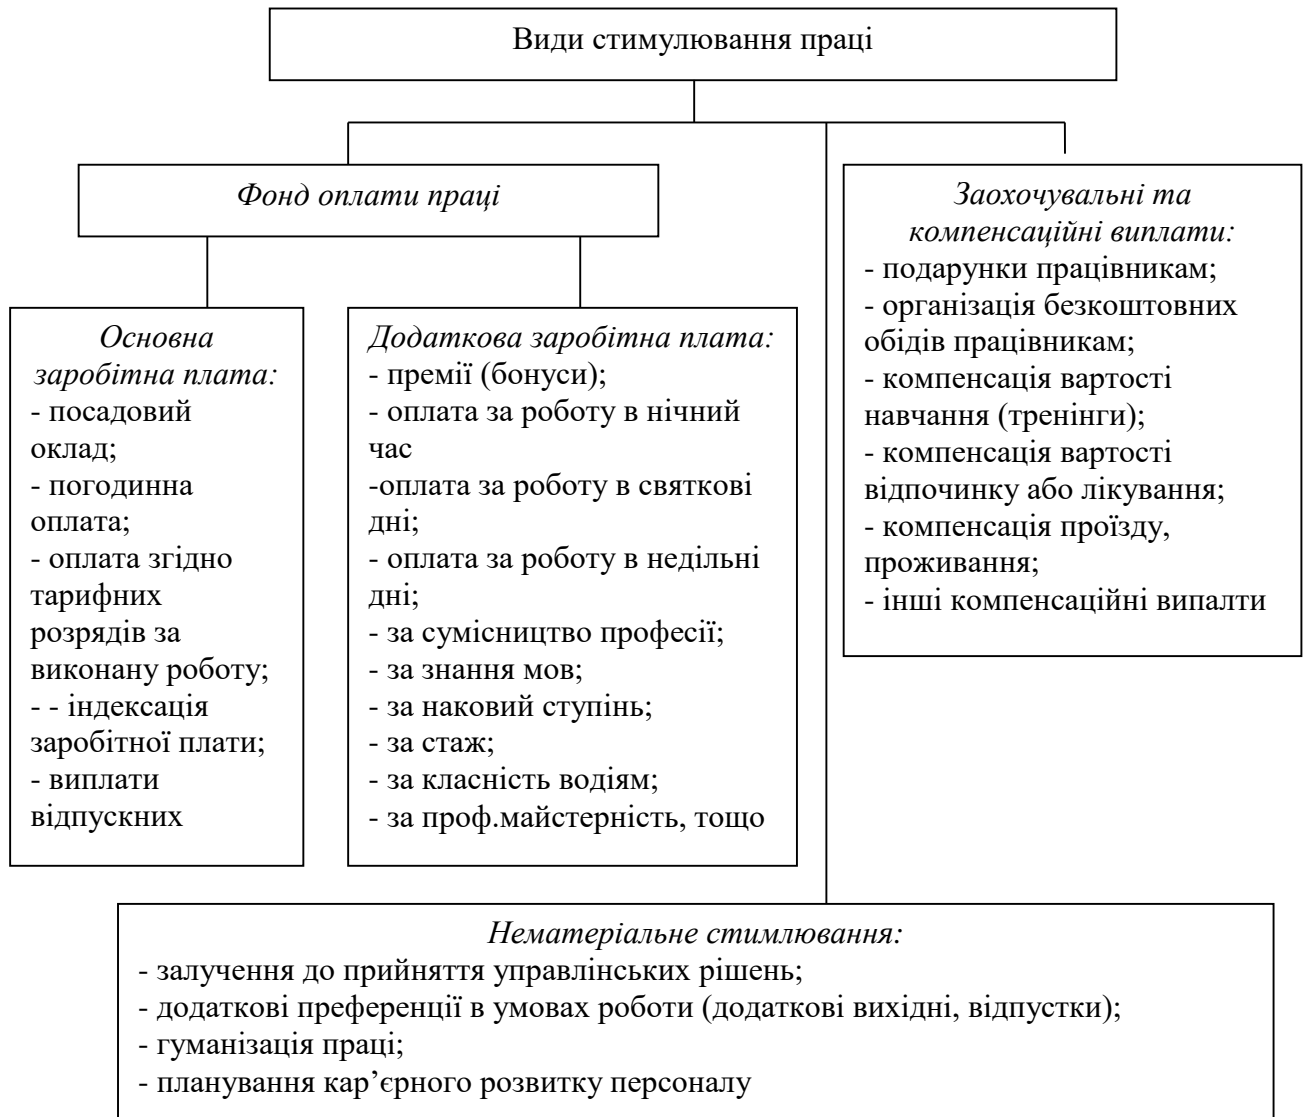 Види стимулювання праці
Фонд оплати праці
Основна
заробітна плата:
- посадовий
оклад;
- погодинна
оплата;
- оплата згідно
тарифних
розрядів за
виконану роботу;
- - індексація
заробітної плати;
- виплати
відпускних
Додаткова заробітна плата:
- премії (бонуси);
- оплата за роботу в нічний
час
-оплата за роботу в святкові
дні;
- оплата за роботу в недільні
дні;
- за сумісництво професії;
- за знання мов;
- за наковий ступінь;
- за стаж;
- за класність водіям;
- за проф.майстерність, тощо
Заохочувальні та
компенсаційні виплати:
- подарунки працівникам;
- організація безкоштовних
обідів працівникам;
- компенсація вартості
навчання (тренінги);
- компенсація вартості
відпочинку або лікування;
- компенсація проїзду,
проживання;
- інші компенсаційні випалти
Нематеріальне стимлювання:
- залучення до прийняття управлінських рішень;
- додаткові преференції в умовах роботи (додаткові вихідні, відпустки);
- гуманізація праці;
- планування кар’єрного розвитку персоналу